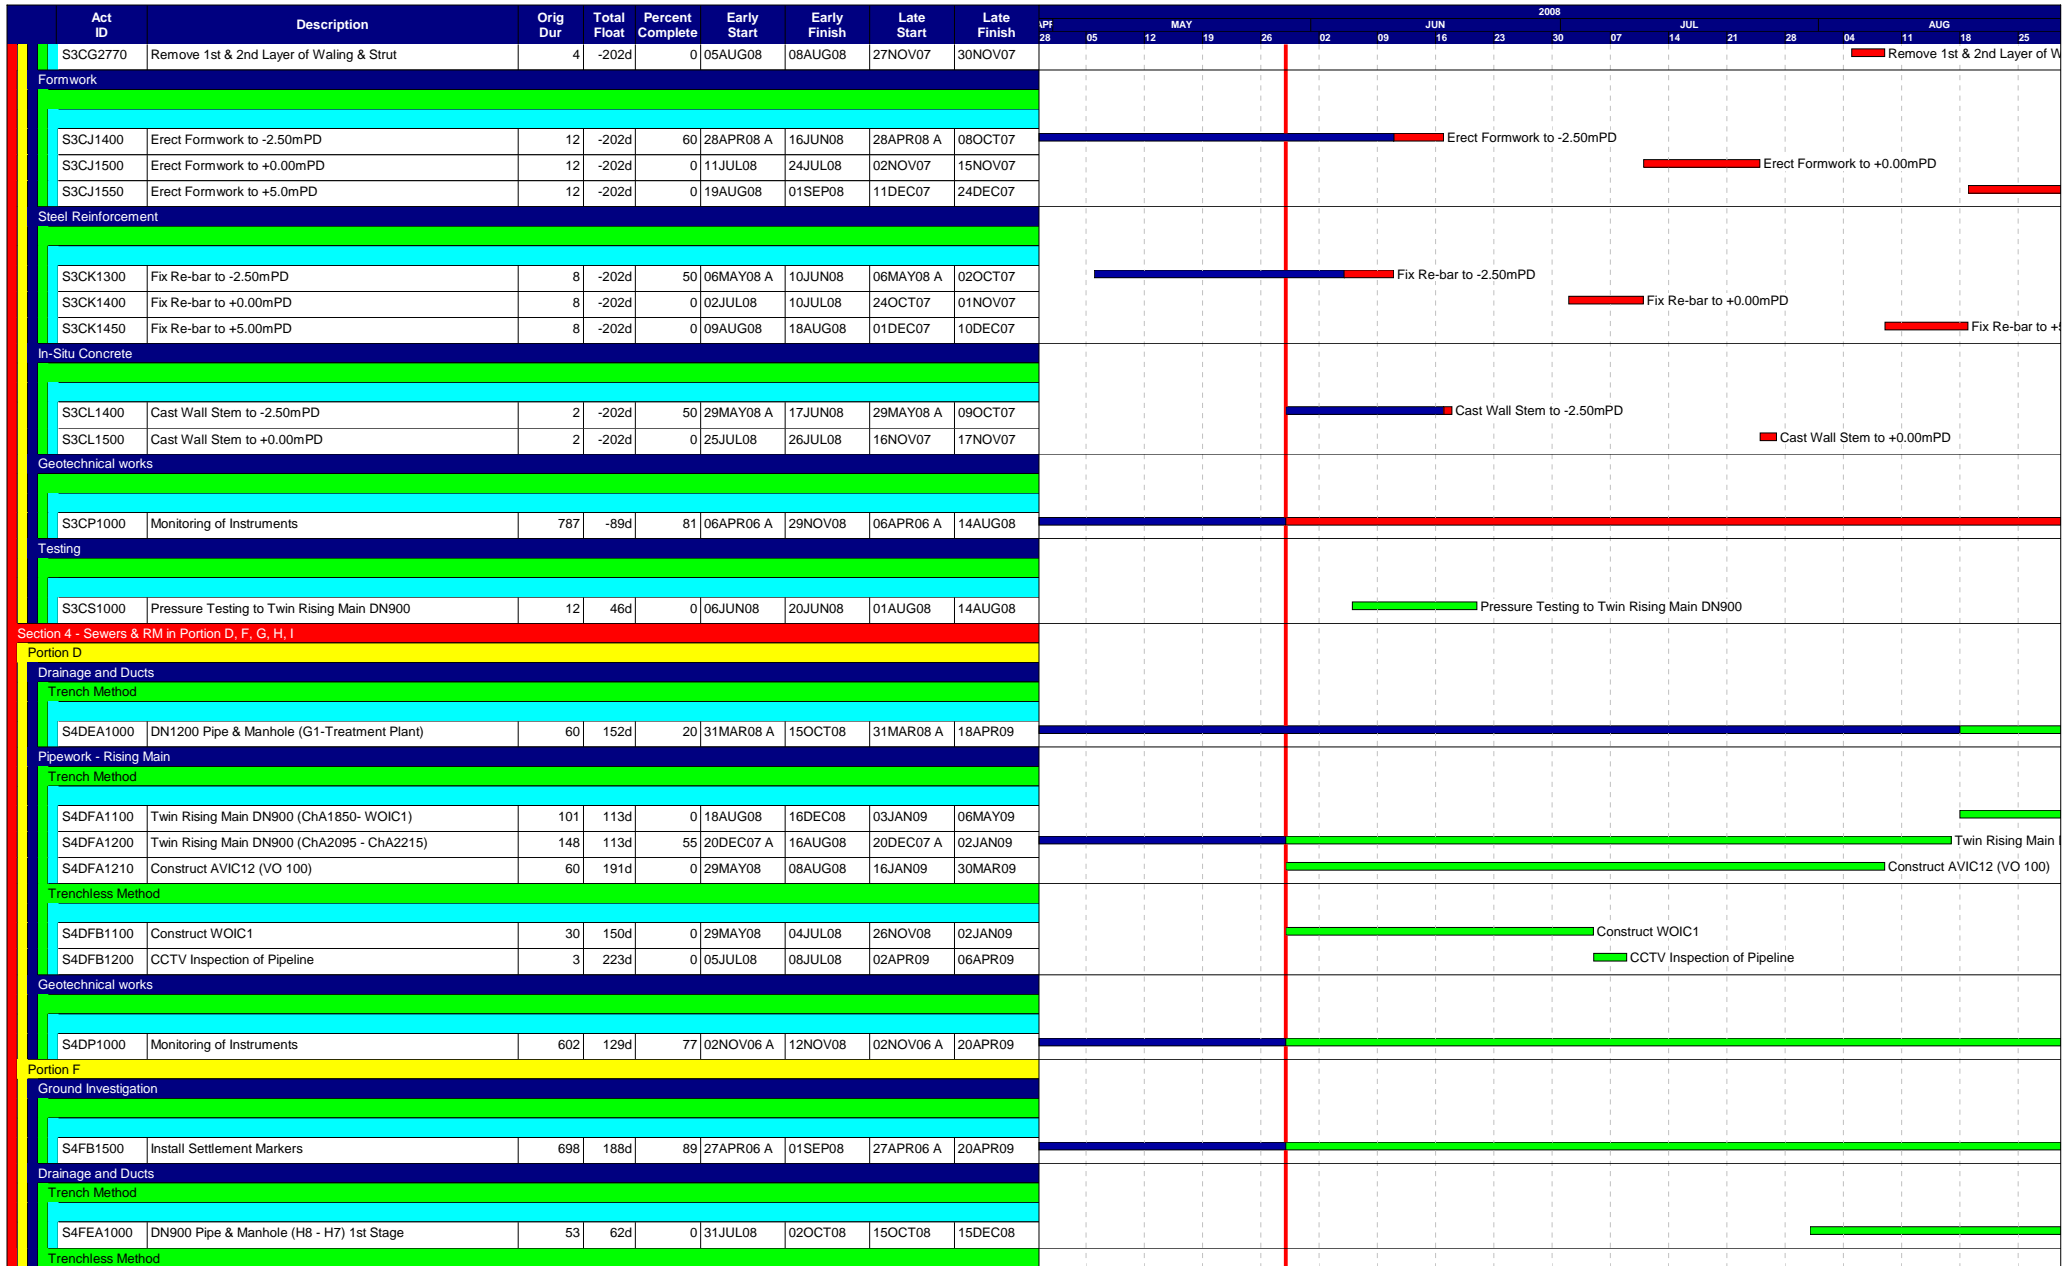 Act ID Description Orig Dur Total Float Percent Complete Early Start Early Finish Late Start Late Finish
2008
APR MAY JUN JUL AUG
28 05 12 19 26 02 09 16 23 30 07 14 21 28 04 11 18 25
S3CG2770 Remove 1st & 2nd Layer of Waling & Strut 4 -202d 0 05AUG08 08AUG08 27NOV07 30NOV07 Remove 1st & 2nd Layer of W
Formwork
S3CJ1400 Erect Formwork to -2.50mPD 12 -202d 60 28APR08 A 16JUN08 28APR08 A 08OCT07 Erect Formwork to -2.50mPD
S3CJ1500 Erect Formwork to +0.00mPD 12 -202d 0 11JUL08 24JUL08 02NOV07 15NOV07 Erect Formwork to +0.00mPD
S3CJ1550 Erect Formwork to +5.0mPD 12 -202d 0 19AUG08 01SEP08 11DEC07 24DEC07
Steel Reinforcement
S3CK1300 Fix Re-bar to -2.50mPD 8 -202d 50 06MAY08 A 10JUN08 06MAY08 A 02OCT07 Fix Re-bar to -2.50mPD
S3CK1400 Fix Re-bar to +0.00mPD 8 -202d 0 02JUL08 10JUL08 24OCT07 01NOV07 Fix Re-bar to +0.00mPD
S3CK1450 Fix Re-bar to +5.00mPD 8 -202d 0 09AUG08 18AUG08 01DEC07 10DEC07 Fix Re-bar to +5
In-Situ Concrete
S3CL1400 Cast Wall Stem to -2.50mPD 2 -202d 50 29MAY08 A 17JUN08 29MAY08 A 09OCT07 Cast Wall Stem to -2.50mPD
S3CL1500 Cast Wall Stem to +0.00mPD 2 -202d 0 25JUL08 26JUL08 16NOV07 17NOV07 Cast Wall Stem to +0.00mPD
Geotechnical works
S3CP1000 Monitoring of Instruments 787 -89d 81 06APR06 A 29NOV08 06APR06 A 14AUG08
Testing
S3CS1000 Pressure Testing to Twin Rising Main DN900 12 46d 0 06JUN08 20JUN08 01AUG08 14AUG08 Pressure Testing to Twin Rising Main DN900
Section 4 - Sewers & RM in Portion D, F, G, H, I
Portion D
Drainage and Ducts
Trench Method
S4DEA1000 DN1200 Pipe & Manhole (G1-Treatment Plant) 60 152d 20 31MAR08 A 15OCT08 31MAR08 A 18APR09
Pipework - Rising Main
Trench Method
S4DFA1100 Twin Rising Main DN900 (ChA1850- WOIC1) 101 113d 0 18AUG08 16DEC08 03JAN09 06MAY09
S4DFA1200 Twin Rising Main DN900 (ChA2095 - ChA2215) 148 113d 55 20DEC07 A 16AUG08 20DEC07 A 02JAN09 Twin Rising Main
S4DFA1210 Construct AVIC12 (VO 100) 60 191d 0 29MAY08 08AUG08 16JAN09 30MAR09 Construct AVIC12 (VO 100)
Trenchless Method
S4DFB1100 Construct WOIC1 30 150d 0 29MAY08 04JUL08 26NOV08 02JAN09 Construct WOIC1
S4DFB1200 CCTV Inspection of Pipeline 3 223d 0 05JUL08 08JUL08 02APR09 06APR09 CCTV Inspection of Pipeline
Geotechnical works
S4DP1000 Monitoring of Instruments 602 129d 77 02NOV06 A 12NOV08 02NOV06 A 20APR09
Portion F
Ground Investigation
S4FB1500 Install Settlement Markers 698 188d 89 27APR06 A 01SEP08 27APR06 A 20APR09
Drainage and Ducts
Trench Method
S4FEA1000 DN900 Pipe & Manhole (H8 - H7) 1st Stage 53 62d 0 31JUL08 02OCT08 15OCT08 15DEC08
Trenchless Method